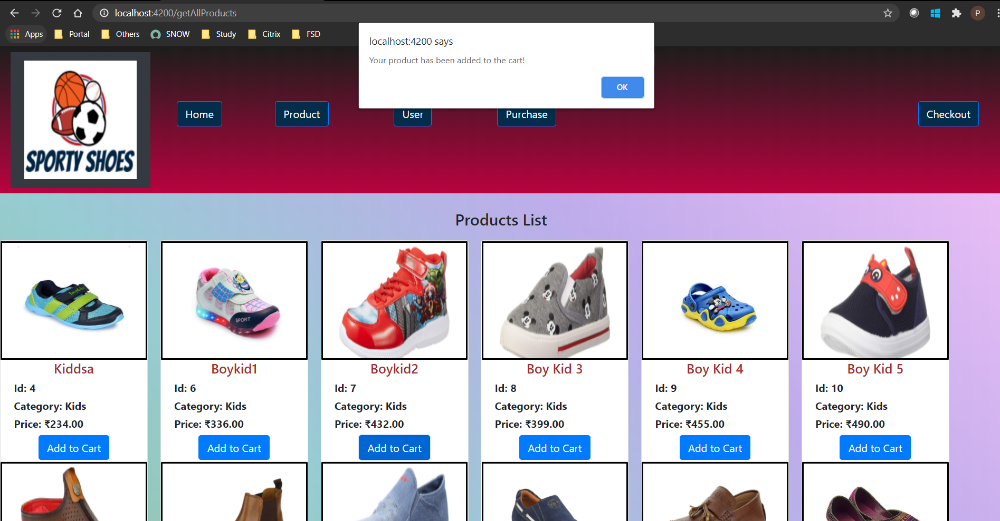 localhost:4200/getAllProducts
P
Apps Portal Others SNOW Study Citrix FSD
localhost:4200 says
Your product has been added to the cart!
OK
SPORTY SHOES
Home Product User Purchase Checkout
Products List
SPORT
Kiddsa Boykid1 Boykid2 Boy Kid 3 Boy Kid 4 Boy Kid 5
Id: 4 Id: 6 Id: 7 Id: 8 Id: 9 Id: 10
Category: Kids Category: Kids Category: Kids Category: Kids Category: Kids Category: Kids
Price: ₹234.00 Price: ₹336.00 Price: ₹432.00 Price: ₹399.00 Price: ₹455.00 Price: ₹490.00
Add to Cart Add to Cart Add to Cart Add to Cart Add to Cart Add to Cart